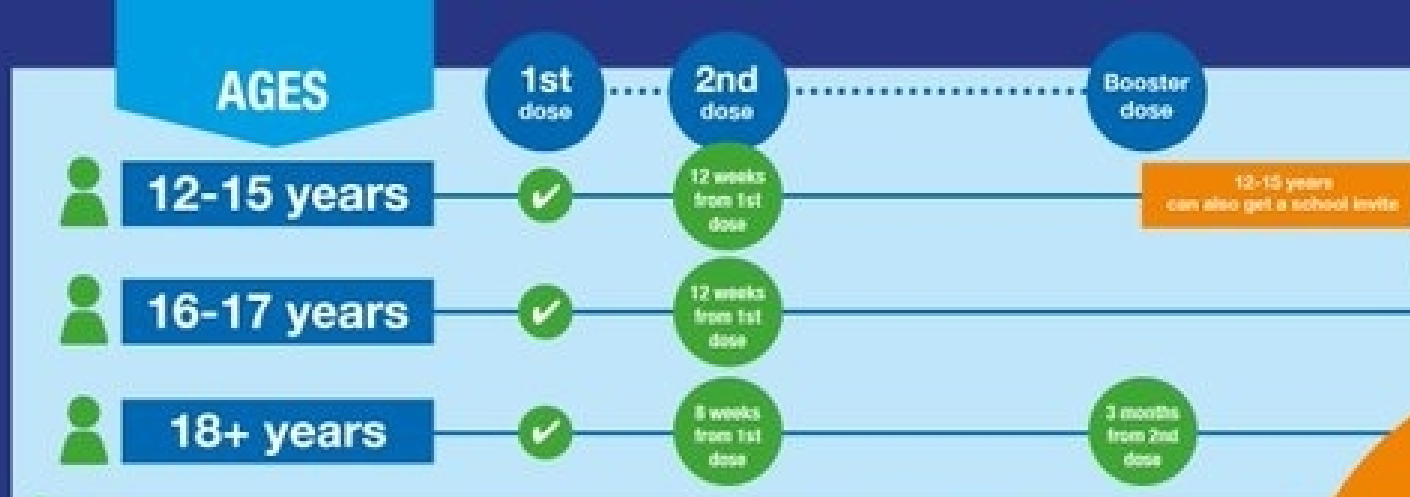 AGES
1st
dose
2nd
dose
Booster
dose
12-15 years
✔
12 weeks
from 1st
dose
12-15 years
can also get a school invite
16-17 years
✔
12 weeks
from 1st
dose
18+ years
✔
8 weeks
from 1st
dose
3 months
from 2nd
dose